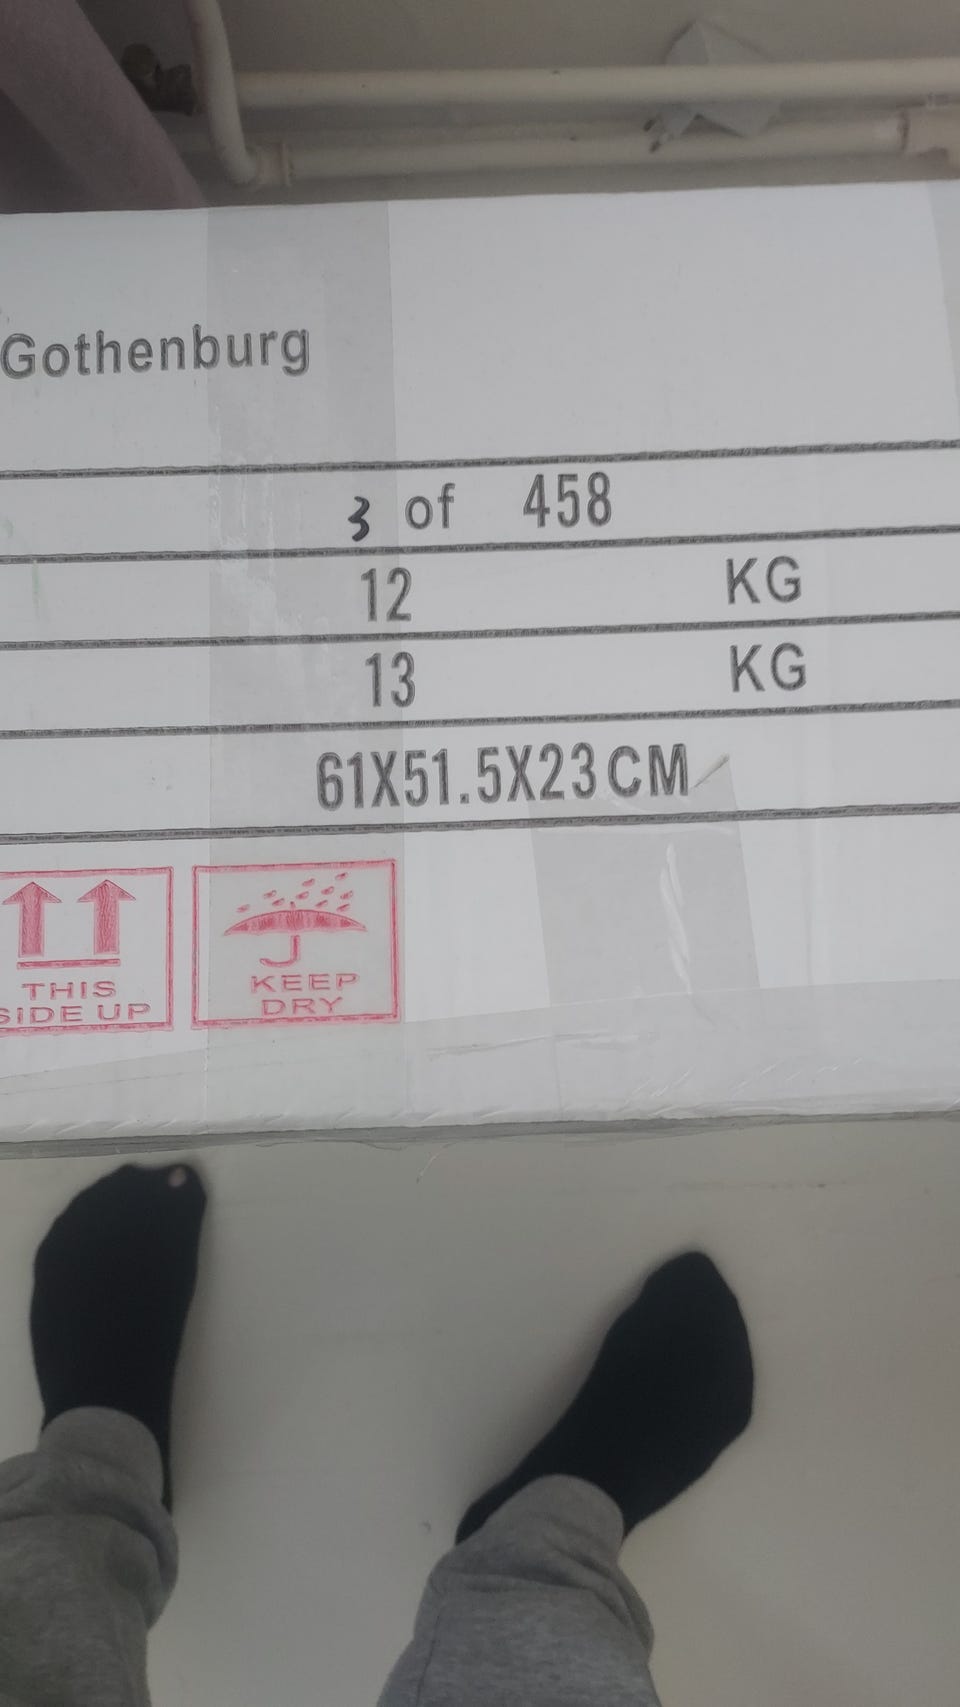 Gothenburg
3 of 458
12 KG
13 KG
61X51.5X23CM
THIS
SIDE UP
KEEP
DRY